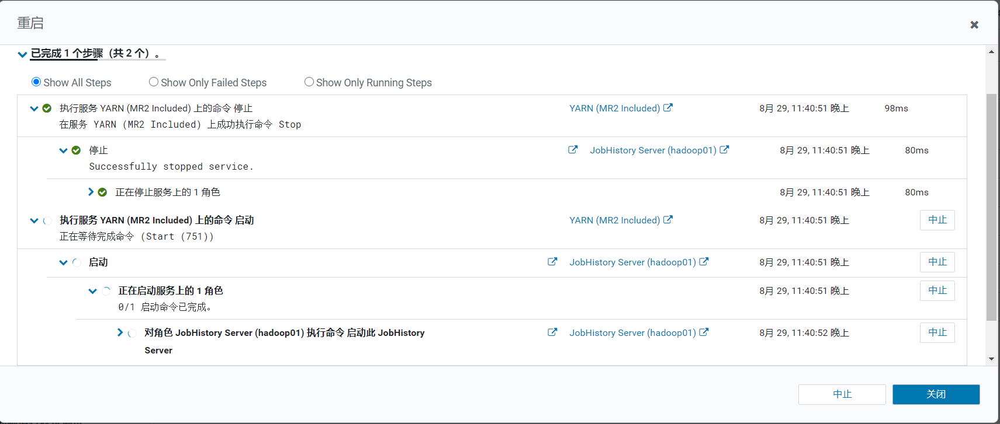 重启
已完成 1 个步骤（共 2 个）。
Show All Steps Show Only Failed Steps Show Only Running Steps
执行服务 YARN (MR2 Included) 上的命令 停止 YARN (MR2 Included) 8月 29, 11:40:51 晚上 98ms
在服务 YARN (MR2 Included) 上成功执行命令 Stop
停止 JobHistory Server (hadoop01) 8月 29, 11:40:51 晚上 80ms
Successfully stopped service.
正在停止服务上的 1 角色 8月 29, 11:40:51 晚上 80ms
执行服务 YARN (MR2 Included) 上的命令 启动 YARN (MR2 Included) 8月 29, 11:40:51 晚上 中止
正在等待完成命令 (Start (751))
启动 JobHistory Server (hadoop01) 8月 29, 11:40:51 晚上 中止
正在启动服务上的 1 角色 8月 29, 11:40:51 晚上 中止
0/1 启动命令已完成。
对角色 JobHistory Server (hadoop01) 执行命令 启动此 JobHistory JobHistory Server (hadoop01) 8月 29, 11:40:52 晚上 中止
Server
中止 关闭